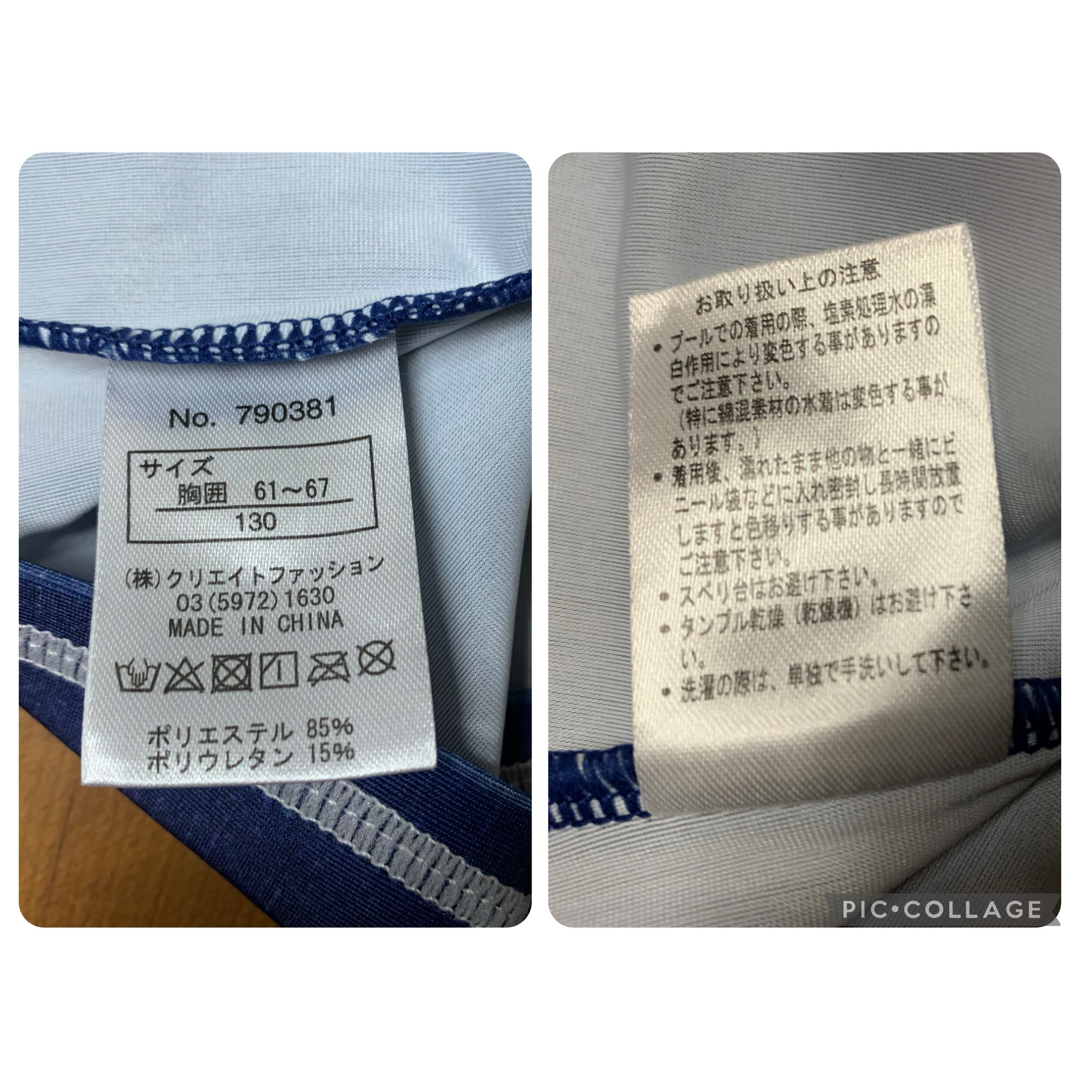 No. 790381
サイズ
胸囲 61〜67
130
(株)クリエイトファッション
03(5972)1630
MADE IN CHINA
ポリエステル 85%
ポリウレタン 15%
お取り扱い上の注意
• プールでの着用の際、塩素処理水の漂
白作用により変色する事がありますの
でご注意下さい。
(特に綿混素材の水着は変色する事が
あります。)
• 着用後、濡れたまま他の物と一緒にビ
ニール袋などに入れ密封し長時間放置
しますと色移りする事がありますので
ご注意下さい。
• スベリ台はお避け下さい。
• タンブル乾燥(乾燥機)はお避け下さ
い。
• 洗濯の際は、単独で手洗いして下さい。
PIC•COLLAGE